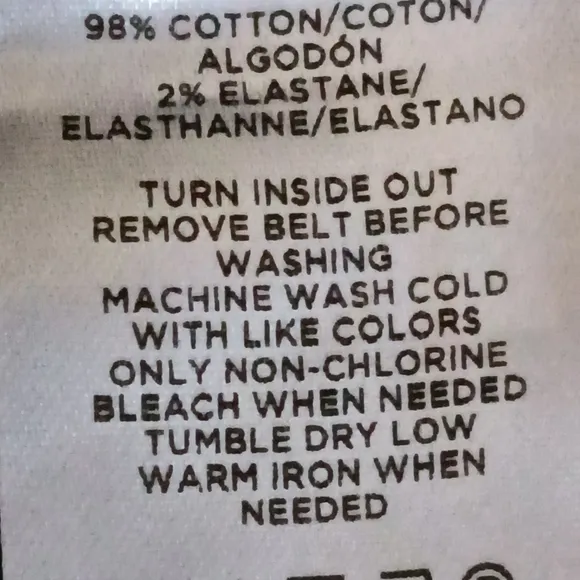 98% COTTON/COTON/
ALGODÓN
2% ELASTANE/
ELASTHANNE/ELASTANO
TURN INSIDE OUT
REMOVE BELT BEFORE
WASHING
MACHINE WASH COLD
WITH LIKE COLORS
ONLY NON-CHLORINE
BLEACH WHEN NEEDED
TUMBLE DRY LOW
WARM IRON WHEN
NEEDED